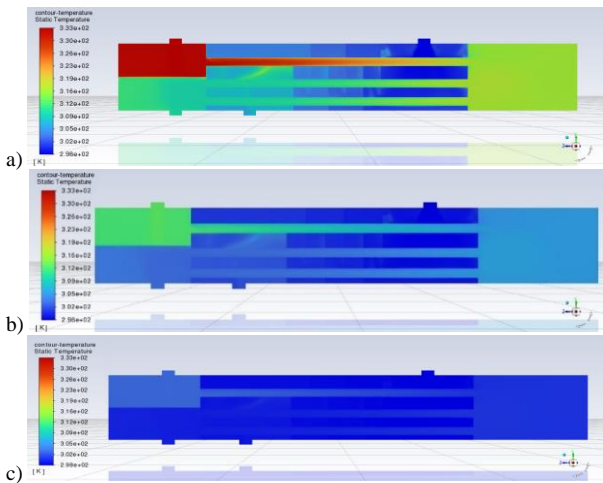 contour-temperature
Static Temperature
3.33e+02
3.30e+02
3.26e+02
3.23e+02
3.19e+02
3.16e+02
3.12e+02
3.09e+02
3.05e+02
3.02e+02
2.98e+02
[ K ]
a)
contour-temperature
Static Temperature
3.33e+02
3.30e+02
3.26e+02
3.23e+02
3.19e+02
3.16e+02
3.12e+02
3.09e+02
3.05e+02
3.02e+02
2.98e+02
[ K ]
b)
contour-temperature
Static Temperature
3.33e+02
3.30e+02
3.26e+02
3.23e+02
3.19e+02
3.16e+02
3.12e+02
3.09e+02
3.05e+02
3.02e+02
2.98e+02
[ K ]
c)